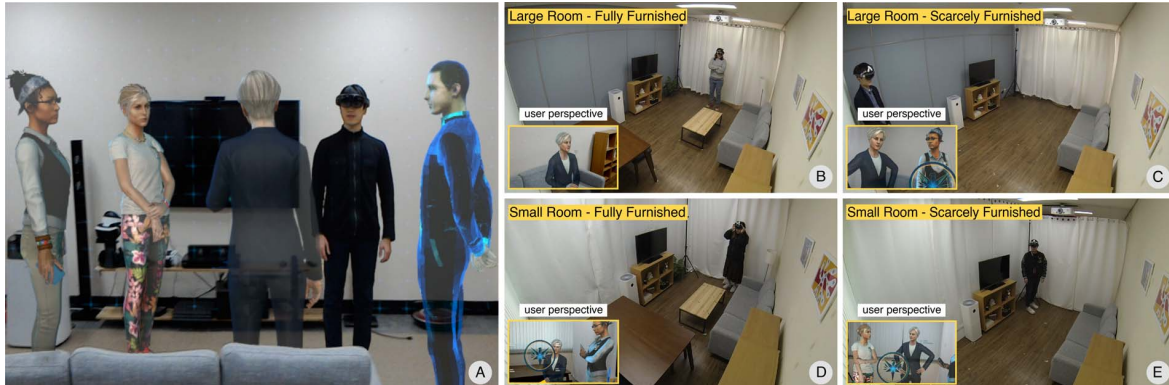 A
Large Room - Fully Furnished
user perspective
B
Large Room - Scarcely Furnished
user perspective
C
Small Room - Fully Furnished
user perspective
D
Small Room - Scarcely Furnished
user perspective
E